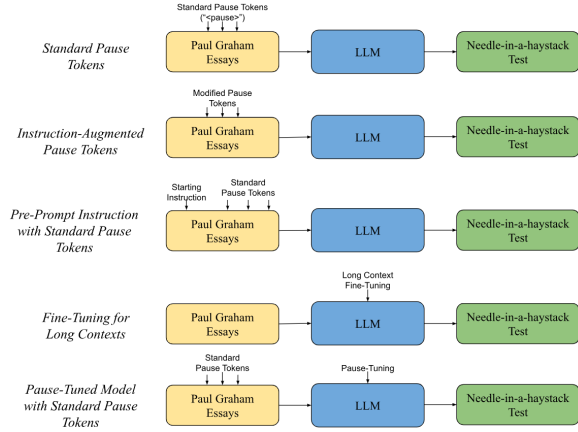 Standard Pause Tokens
("<pause>")
Standard Pause
Tokens
Paul Graham
Essays
LLM
Needle-in-a-haystack
Test
Modified Pause
Tokens
Instruction-Augmented
Pause Tokens
Paul Graham
Essays
LLM
Needle-in-a-haystack
Test
Starting
Instruction
Standard
Pause Tokens
Pre-Prompt Instruction
with Standard Pause
Tokens
Paul Graham
Essays
LLM
Needle-in-a-haystack
Test
Long Context
Fine-Tuning
Fine-Tuning for
Long Contexts
Paul Graham
Essays
LLM
Needle-in-a-haystack
Test
Standard
Pause Tokens
Pause-Tuning
Pause-Tuned Model
with Standard Pause
Tokens
Paul Graham
Essays
LLM
Needle-in-a-haystack
Test